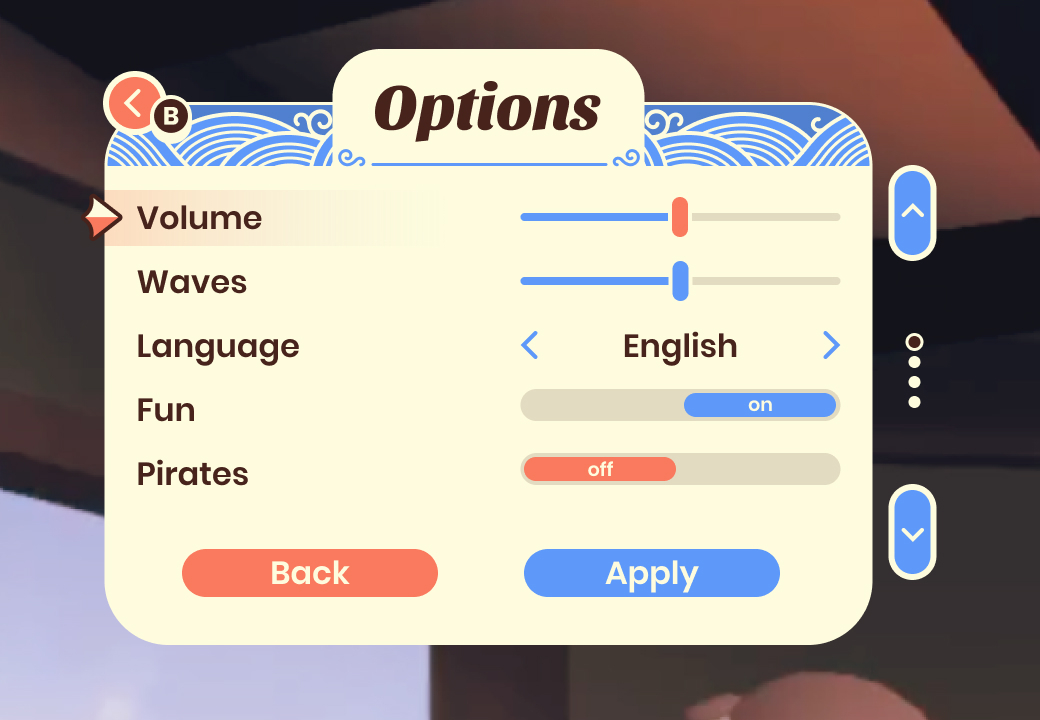 Options
B
Volume
Waves
Language
English
Fun
on
Pirates
off
Back
Apply